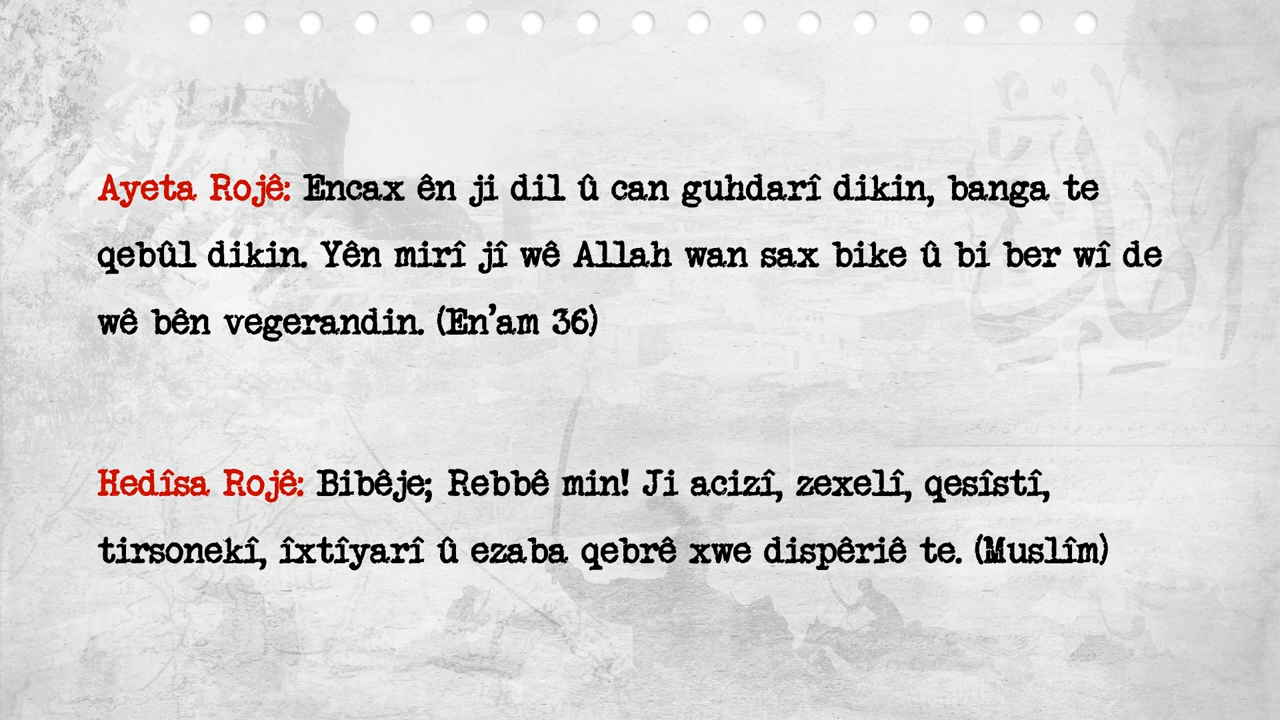 Ayeta Rojê: Encax ên ji dil û can guhdarî dikin, banga te
qebûl dikin. Yên mirî jî wê Allah wan sax bike û bi ber wî de
wê bên vegerandin. (En'am 36)
Hedîsa Rojê: Bibêje; Rebbê min! Ji acizî, zexelî, qesîstî,
tirsonekî, îxtîyarî û ezaba qebrê xwe dispêriê te. (Muslîm)